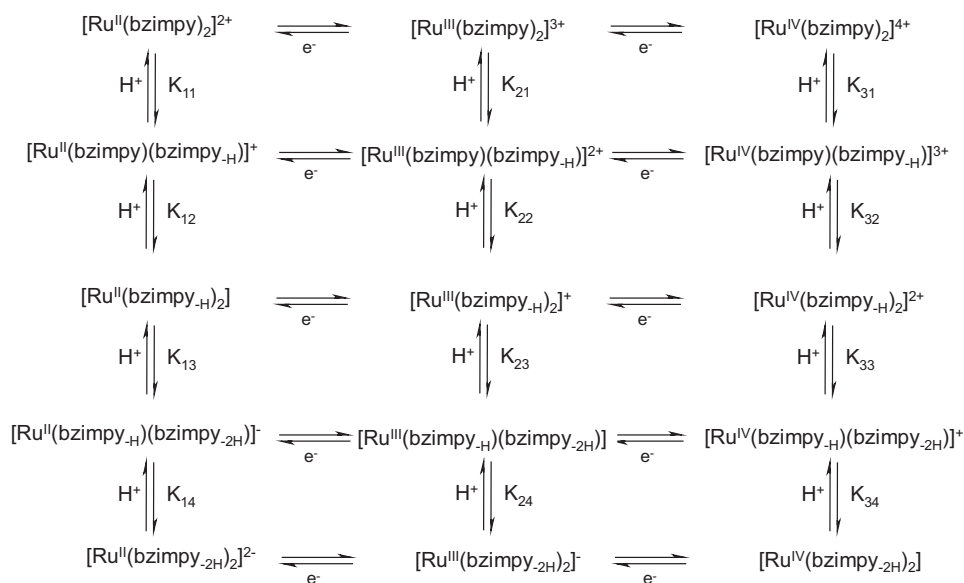 [Ru^II(bzimpy)₂]²⁺ e⁻ [Ru^III(bzimpy)₂]³⁺ e⁻ [Ru^IV(bzimpy)₂]⁴⁺
H⁺ K₁₁ H⁺ K₂₁ H⁺ K₃₁
[Ru^II(bzimpy)(bzimpy₋H)]⁺ e⁻ [Ru^III(bzimpy)(bzimpy₋H)]²⁺ e⁻ [Ru^IV(bzimpy)(bzimpy₋H)]³⁺
H⁺ K₁₂ H⁺ K₂₂ H⁺ K₃₂
[Ru^II(bzimpy₋H)₂] e⁻ [Ru^III(bzimpy₋H)₂]⁺ e⁻ [Ru^IV(bzimpy₋H)₂]²⁺
H⁺ K₁₃ H⁺ K₂₃ H⁺ K₃₃
[Ru^II(bzimpy₋H)(bzimpy₋₂H)]⁻ e⁻ [Ru^III(bzimpy₋H)(bzimpy₋₂H)] e⁻ [Ru^IV(bzimpy₋H)(bzimpy₋₂H)]⁺
H⁺ K₁₄ H⁺ K₂₄ H⁺ K₃₄
[Ru^II(bzimpy₋₂H)₂]²⁻ e⁻ [Ru^III(bzimpy₋₂H)₂]⁻ e⁻ [Ru^IV(bzimpy₋₂H)₂]